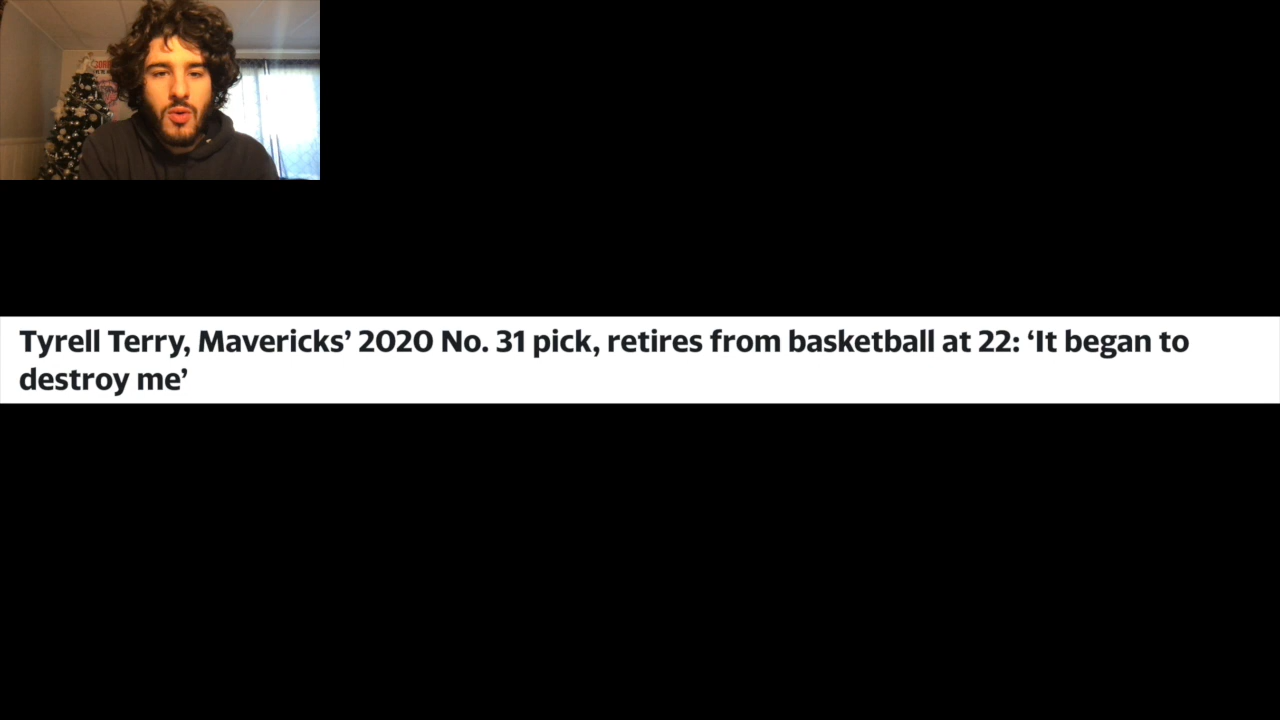 Tyrell Terry, Mavericks’ 2020 No. 31 pick, retires from basketball at 22: ‘It began to
destroy me’